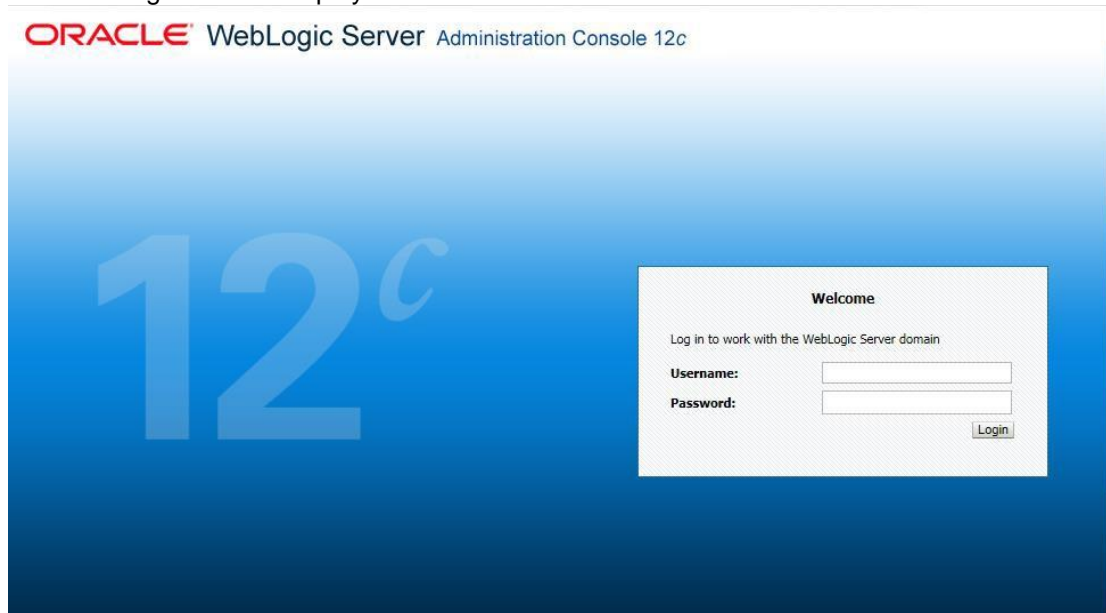 ORACLE WebLogic Server Administration Console 12c
12c
Welcome
Log in to work with the WebLogic Server domain
Username:
Password:
Login